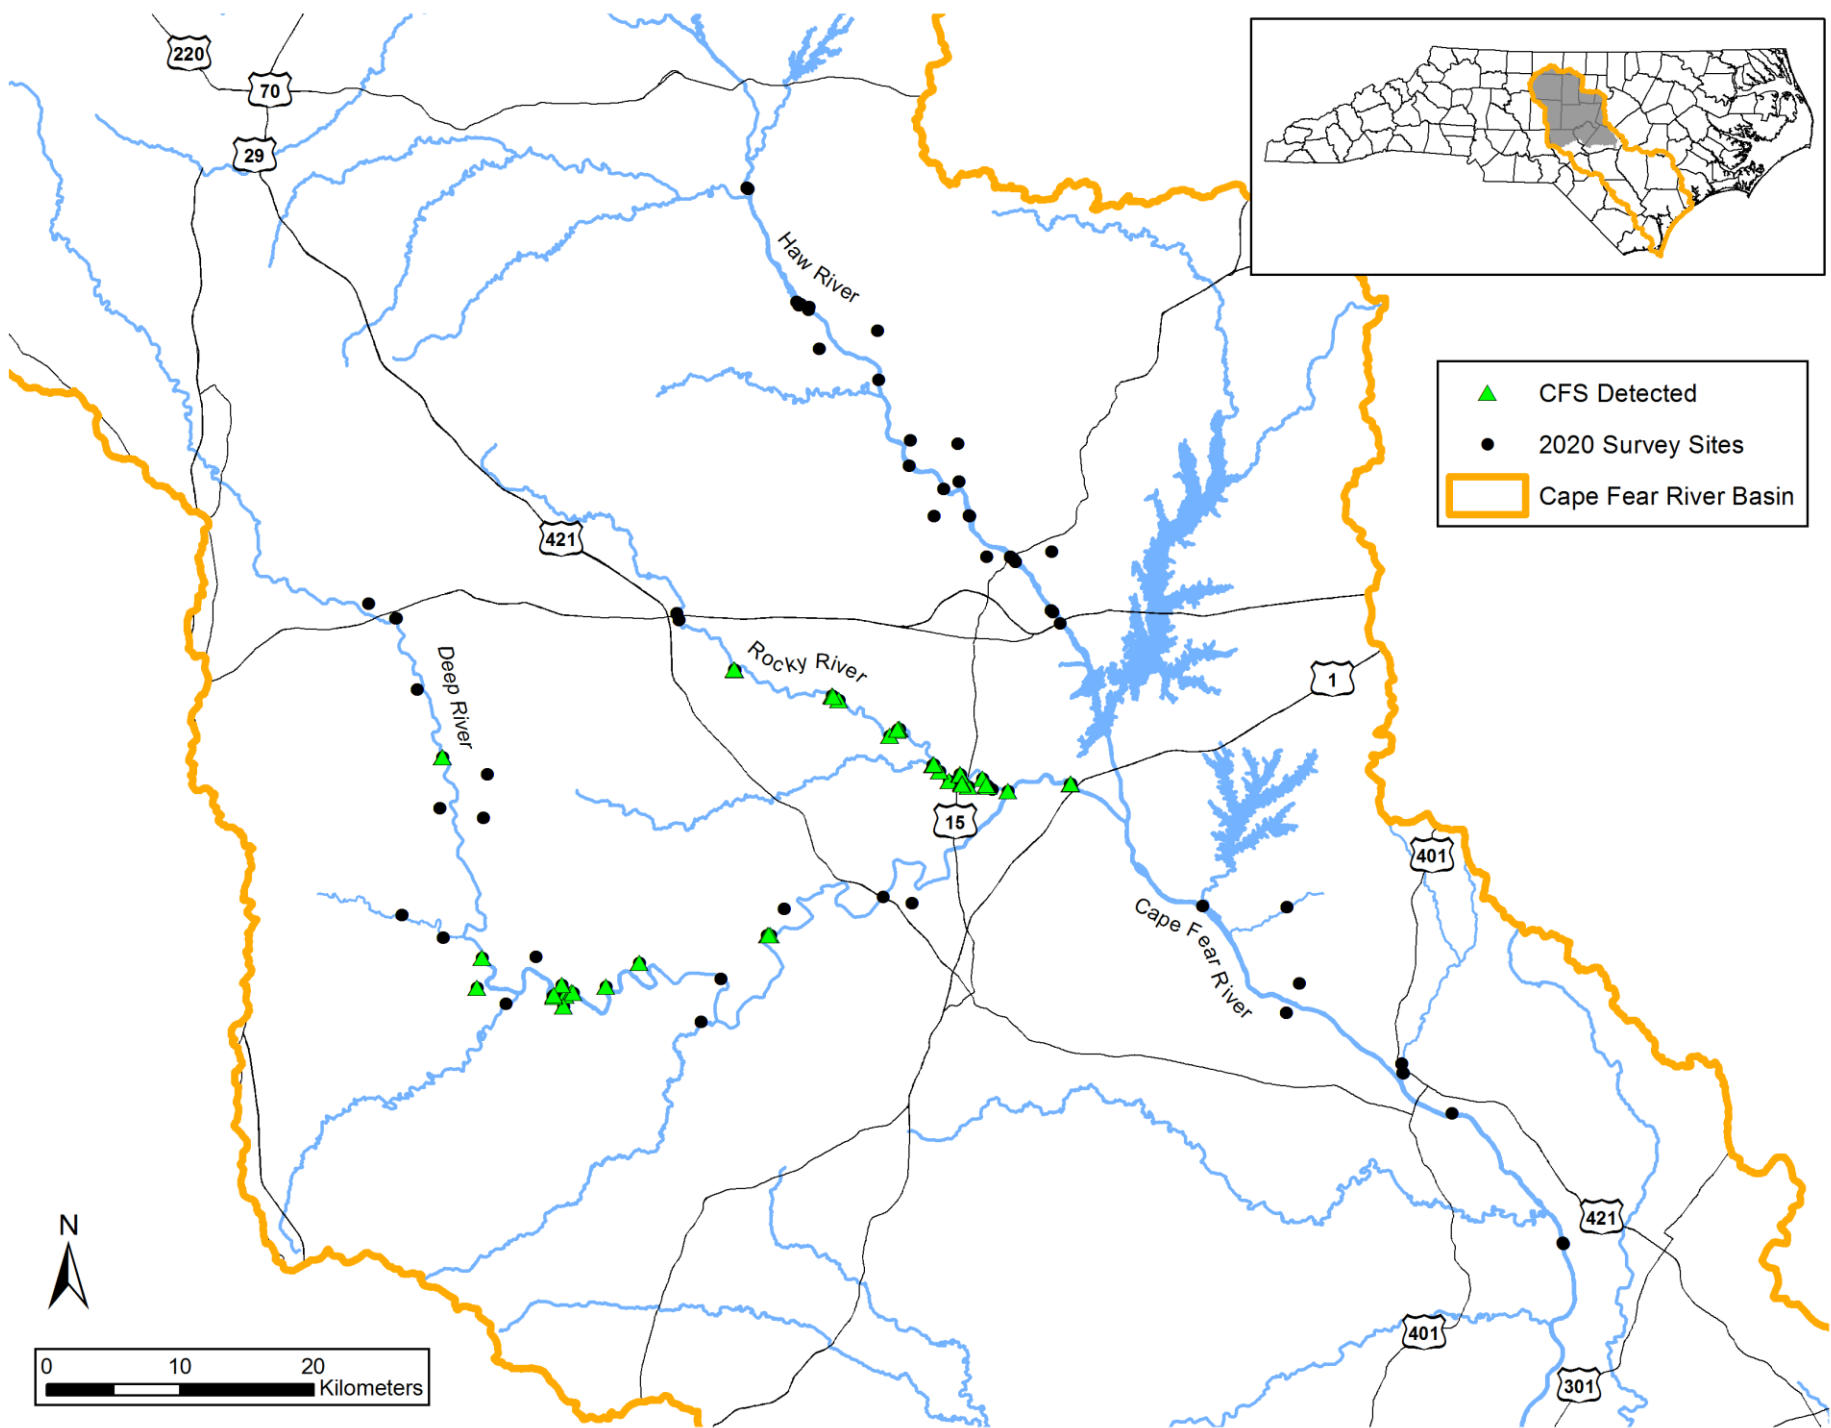 220
70
29
Haw River
CFS Detected
2020 Survey Sites
Cape Fear River Basin
421
Rocky River
Deep River
1
15
401
Cape Fear River
N
421
0 10 20
Kilometers
401
301